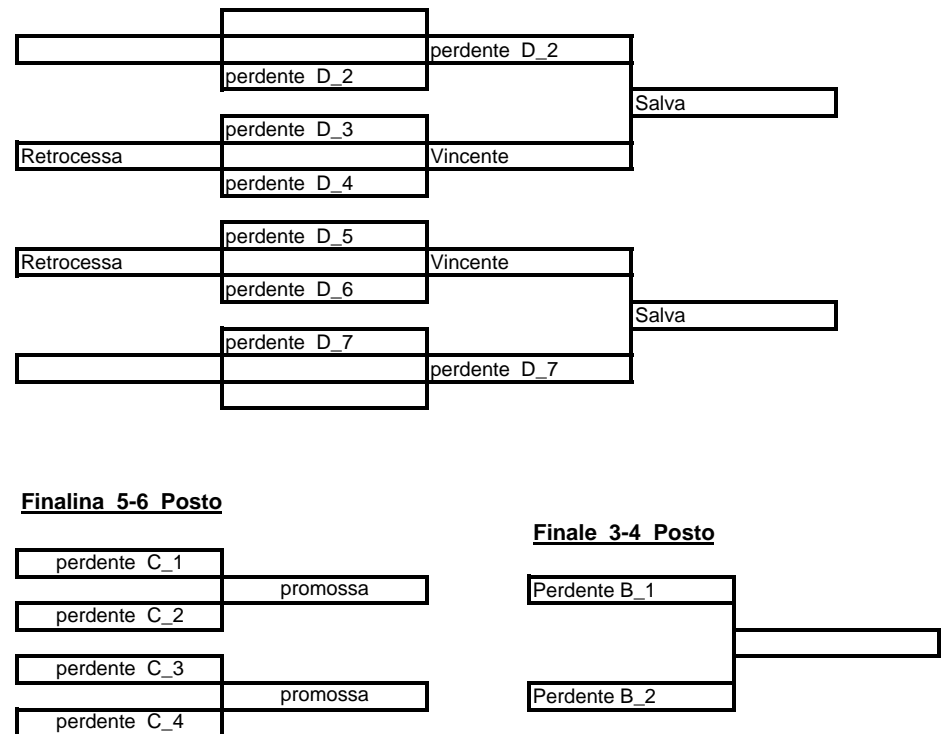 perdente D_2
perdente D_2
Salva
perdente D_3
Retrocessa Vincente
perdente D_4
perdente D_5
Retrocessa Vincente
perdente D_6
Salva
perdente D_7
perdente D_7
Finalina 5-6 Posto
Finale 3-4 Posto
perdente C_1
promossa Perdente B_1
perdente C_2
perdente C_3
promossa Perdente B_2
perdente C_4